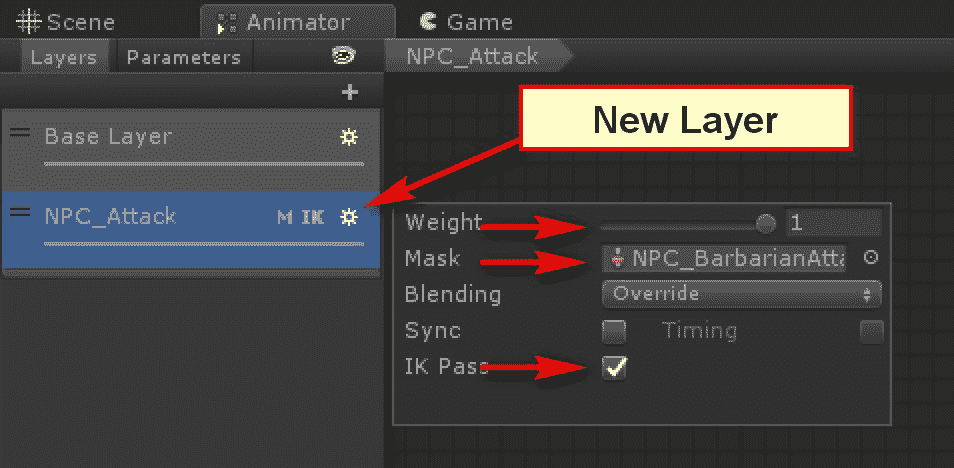 Scene Animator Game
Layers Parameters NPC_Attack
New Layer
Base Layer
NPC_Attack M IK
Weight 1
Mask NPC_BarbarianAtta
Blending Override
Sync Timing
IK Pass